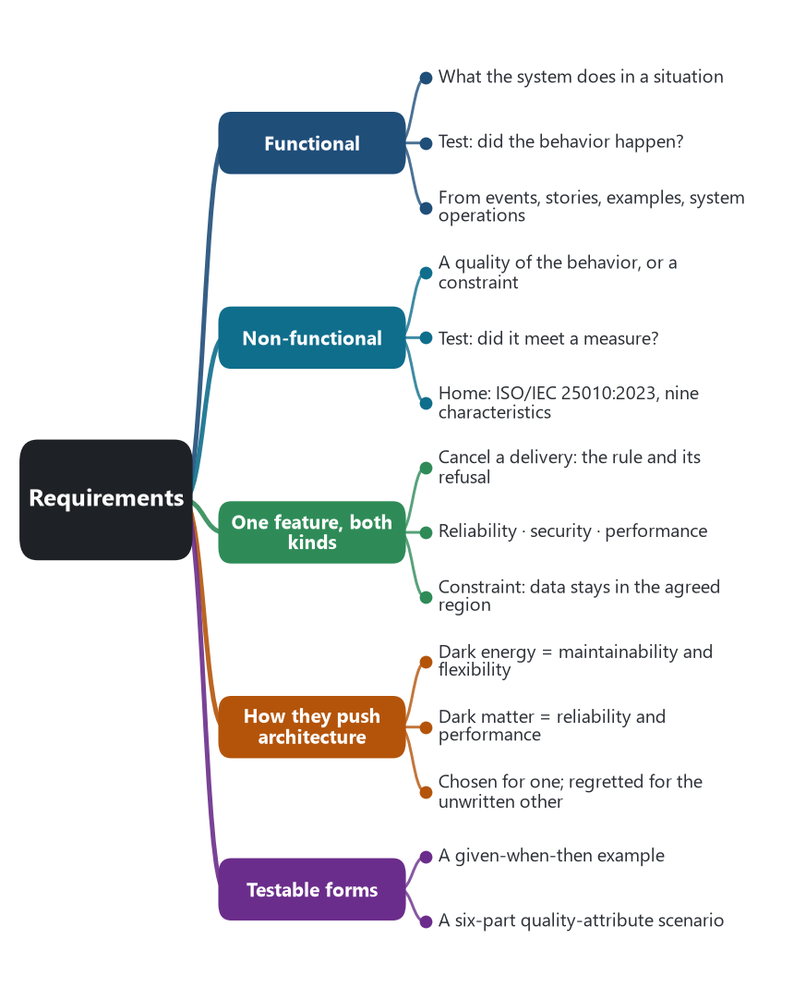 Requirements
Functional
What the system does in a situation
Test: did the behavior happen?
From events, stories, examples, system
operations
Non-functional
A quality of the behavior, or a
constraint
Test: did it meet a measure?
Home: ISO/IEC 25010:2023, nine
characteristics
One feature, both
kinds
Cancel a delivery: the rule and its
refusal
Reliability · security · performance
Constraint: data stays in the agreed
region
How they push
architecture
Dark energy = maintainability and
flexibility
Dark matter = reliability and
performance
Chosen for one; regretted for the
unwritten other
Testable forms
A given-when-then example
A six-part quality-attribute scenario